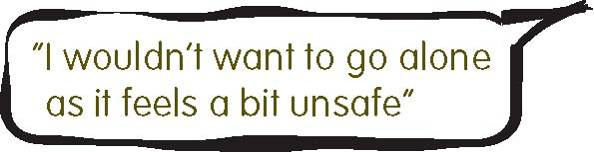 "I wouldn't want to go alone
as it feels a bit unsafe"